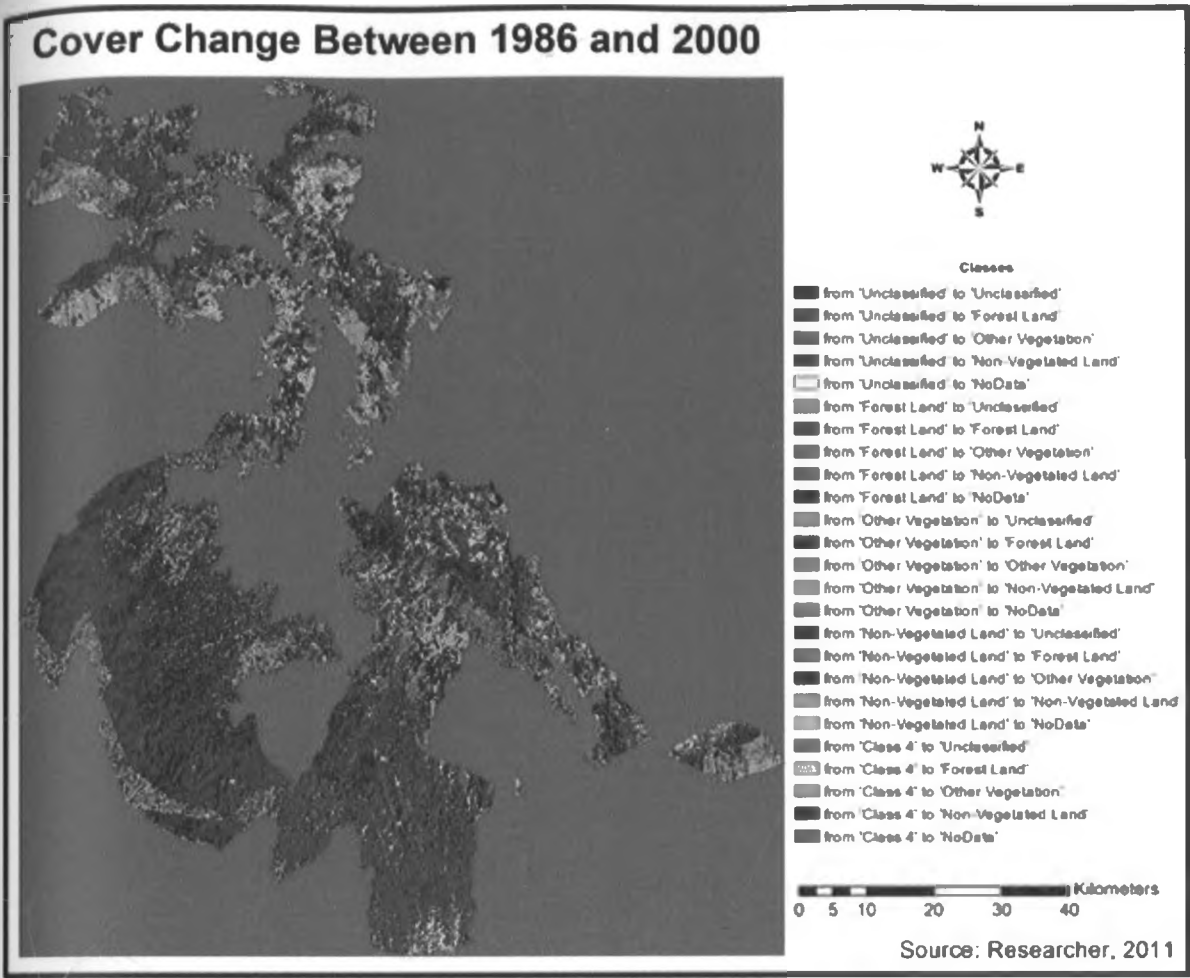 Cover Change Between 1986 and 2000
N
W E
S
Classes
from 'Unclassified' to 'Unclassified'
from 'Unclassified' to 'Forest Land'
from 'Unclassified' to 'Other Vegetation'
from 'Unclassified' to 'Non-Vegetated Land'
from 'Unclassified' to 'NoData'
from 'Forest Land' to 'Unclassified'
from 'Forest Land' to 'Forest Land'
from 'Forest Land' to 'Other Vegetation'
from 'Forest Land' to 'Non-Vegetated Land'
from 'Forest Land' to 'NoData'
from 'Other Vegetation' to 'Unclassified'
from 'Other Vegetation' to 'Forest Land'
from 'Other Vegetation' to 'Other Vegetation'
from 'Other Vegetation' to 'Non-Vegetated Land'
from 'Other Vegetation' to 'NoData'
from 'Non-Vegetated Land' to 'Unclassified'
from 'Non-Vegetated Land' to 'Forest Land'
from 'Non-Vegetated Land' to 'Other Vegetation'
from 'Non-Vegetated Land' to 'Non-Vegetated Land'
from 'Non-Vegetated Land' to 'NoData'
from 'Class 4' to 'Unclassified'
from 'Class 4' to 'Forest Land'
from 'Class 4' to 'Other Vegetation'
from 'Class 4' to 'Non-Vegetated Land'
from 'Class 4' to 'NoData'
Kilometers
0 5 10 20 30 40
Source: Researcher, 2011